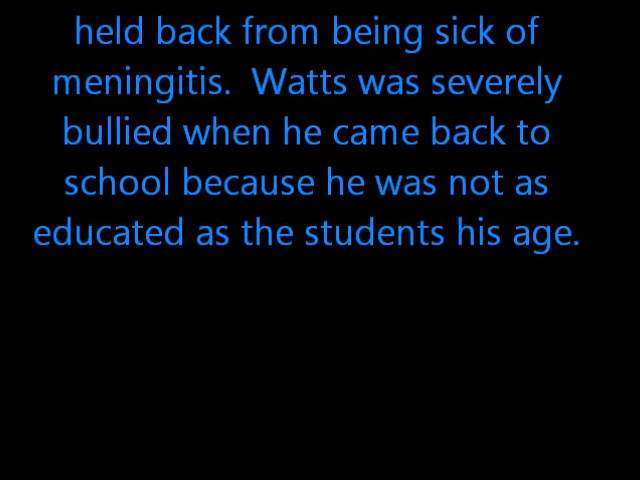 held back from being sick of
meningitis.  Watts was severely
bullied when he came back to
school because he was not as
educated as the students his age.